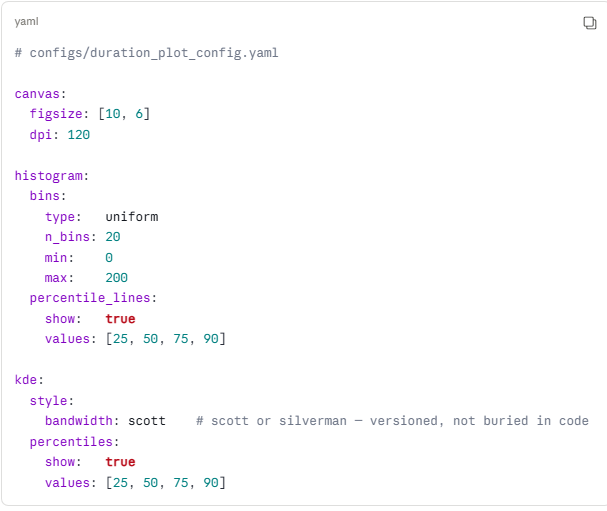 yaml
# configs/duration_plot_config.yaml
canvas:
  figsize: [10, 6]
  dpi: 120
histogram:
  bins:
    type:   uniform
    n_bins: 20
    min:    0
    max:    200
  percentile_lines:
    show:   true
    values: [25, 50, 75, 90]
kde:
  style:
    bandwidth: scott    # scott or silverman — versioned, not buried in code
  percentiles:
    show:   true
    values: [25, 50, 75, 90]